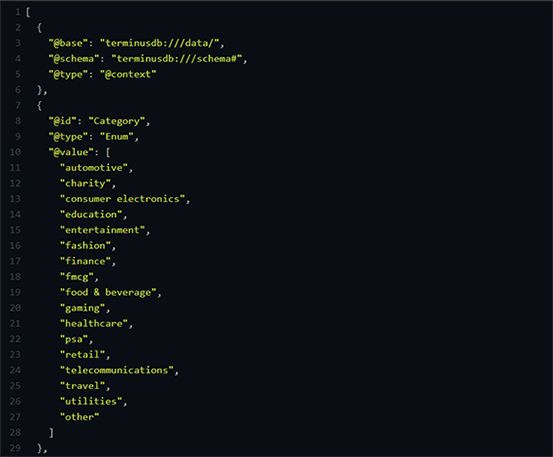 1 [
2 {
3 "@base": "terminusdb:///data/",
4 "@schema": "terminusdb:///schema#",
5 "@type": "@context"
6 },
7 {
8 "@id": "Category",
9 "@type": "Enum",
10 "@value": [
11 "automotive",
12 "charity",
13 "consumer electronics",
14 "education",
15 "entertainment",
16 "fashion",
17 "finance",
18 "fmcg",
19 "food & beverage",
20 "gaming",
21 "healthcare",
22 "psa",
23 "retail",
24 "telecommunications",
25 "travel",
26 "utilities",
27 "other"
28 ]
29 },